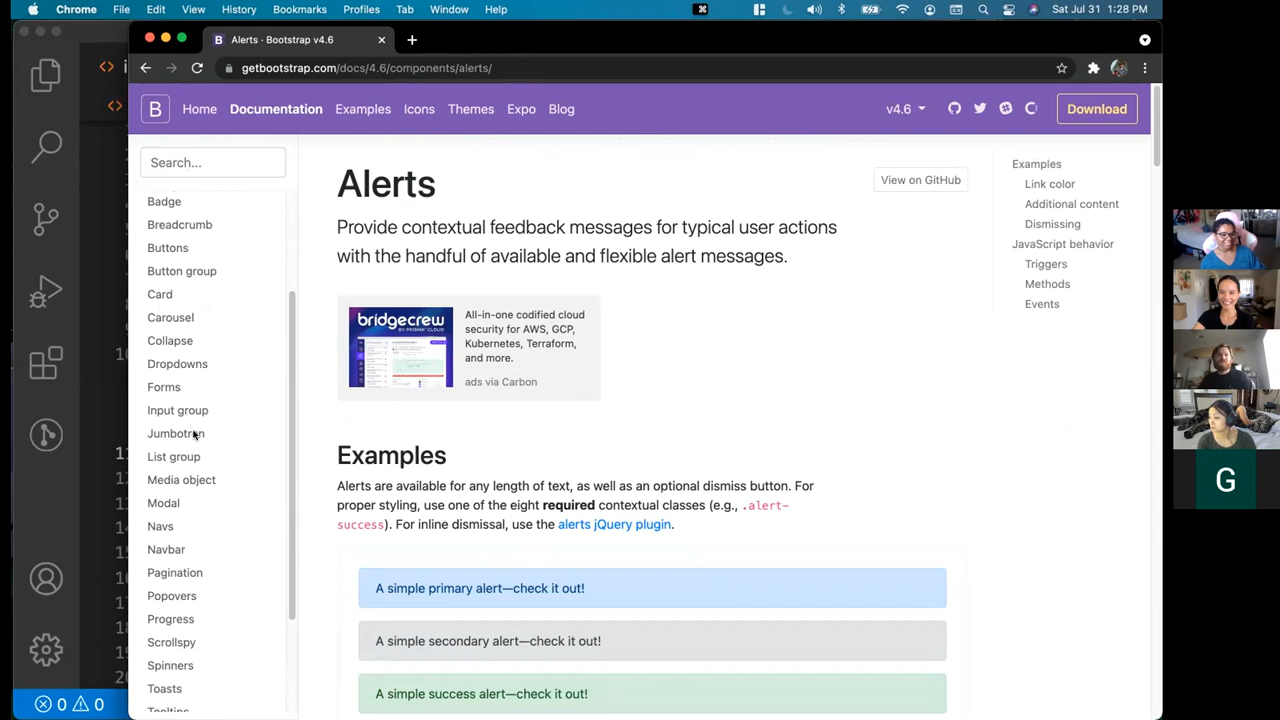 Chrome File Edit View History Bookmarks Profiles Tab Window Help Sat Jul 31 1:28 PM
Alerts · Bootstrap v4.6
getbootstrap.com/docs/4.6/components/alerts/
B Home Documentation Examples Icons Themes Expo Blog v4.6 Download
Search...
Badge
Breadcrumb
Buttons
Button group
Card
Carousel
Collapse
Dropdowns
Forms
Input group
Jumbotron
List group
Media object
Modal
Navs
Navbar
Pagination
Popovers
Progress
Scrollspy
Spinners
Toasts
Tooltips
Alerts
View on GitHub
Provide contextual feedback messages for typical user actions
with the handful of available and flexible alert messages.
bridgecrew
BY PRISMA CLOUD
All-in-one codified cloud
security for AWS, GCP,
Kubernetes, Terraform,
and more.
ads via Carbon
Examples
Alerts are available for any length of text, as well as an optional dismiss button. For
proper styling, use one of the eight required contextual classes (e.g., .alert-
success). For inline dismissal, use the alerts jQuery plugin.
A simple primary alert—check it out!
A simple secondary alert—check it out!
A simple success alert—check it out!
Examples
Link color
Additional content
Dismissing
JavaScript behavior
Triggers
Methods
Events
G
0 0